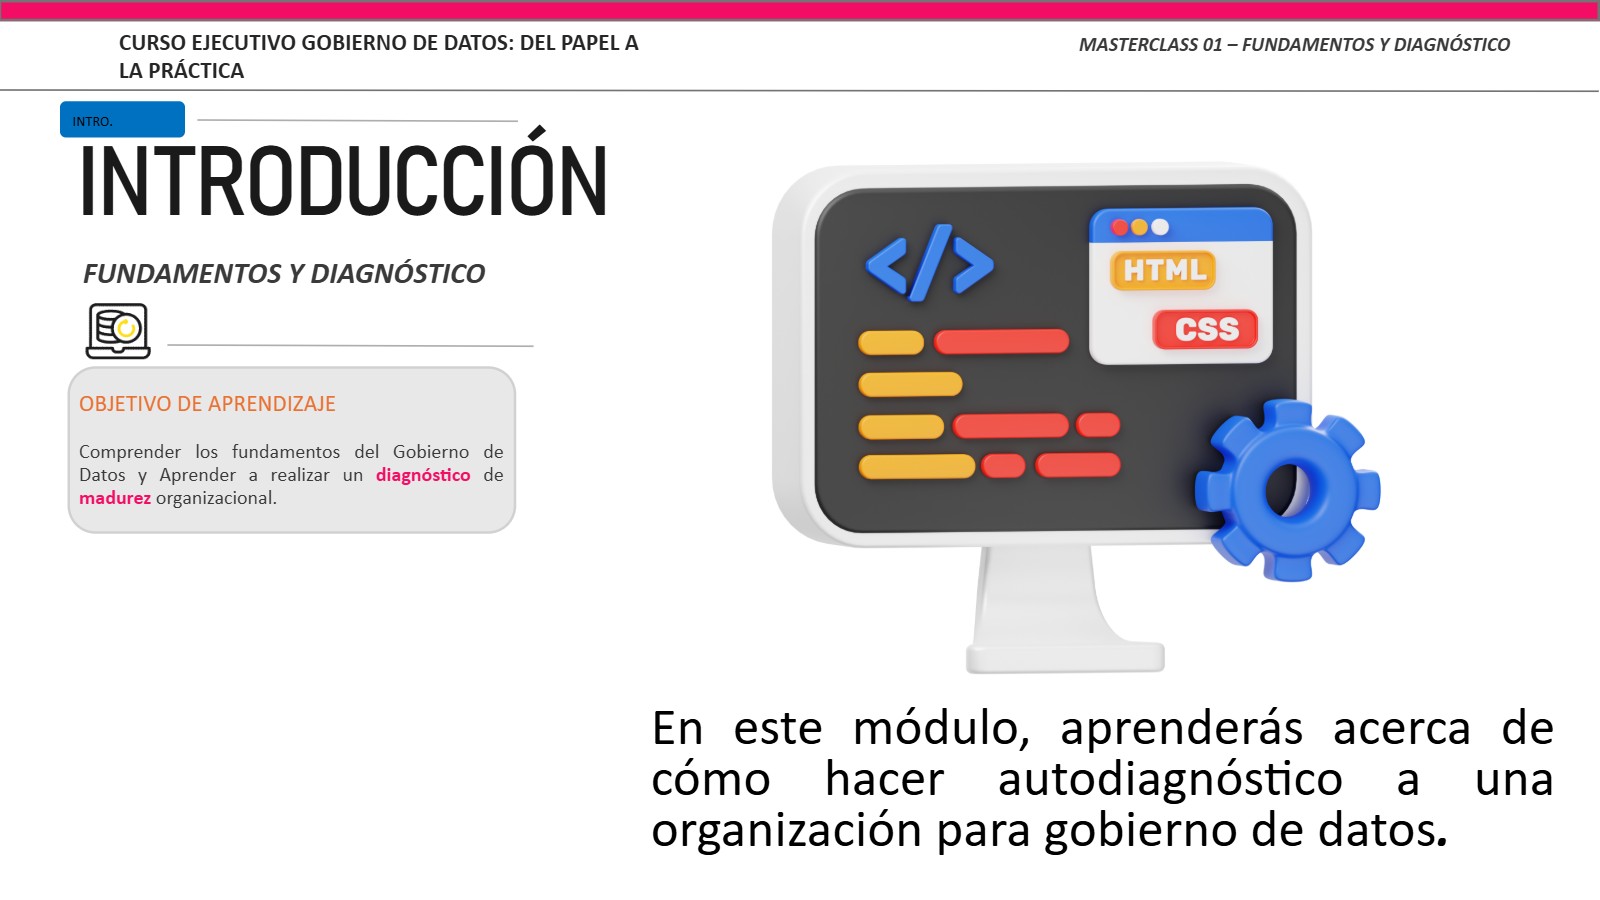 CURSO EJECUTIVO GOBIERNO DE DATOS: DEL PAPEL A
LA PRÁCTICA
MASTERCLASS 01 – FUNDAMENTOS Y DIAGNÓSTICO
INTRO.
INTRODUCCIÓN
FUNDAMENTOS Y DIAGNÓSTICO
OBJETIVO DE APRENDIZAJE
Comprender los fundamentos del Gobierno de
Datos y Aprender a realizar un diagnóstico de
madurez organizacional.
</>
HTML
CSS
En este módulo, aprenderás acerca de
cómo hacer autodiagnóstico a una
organización para gobierno de datos.